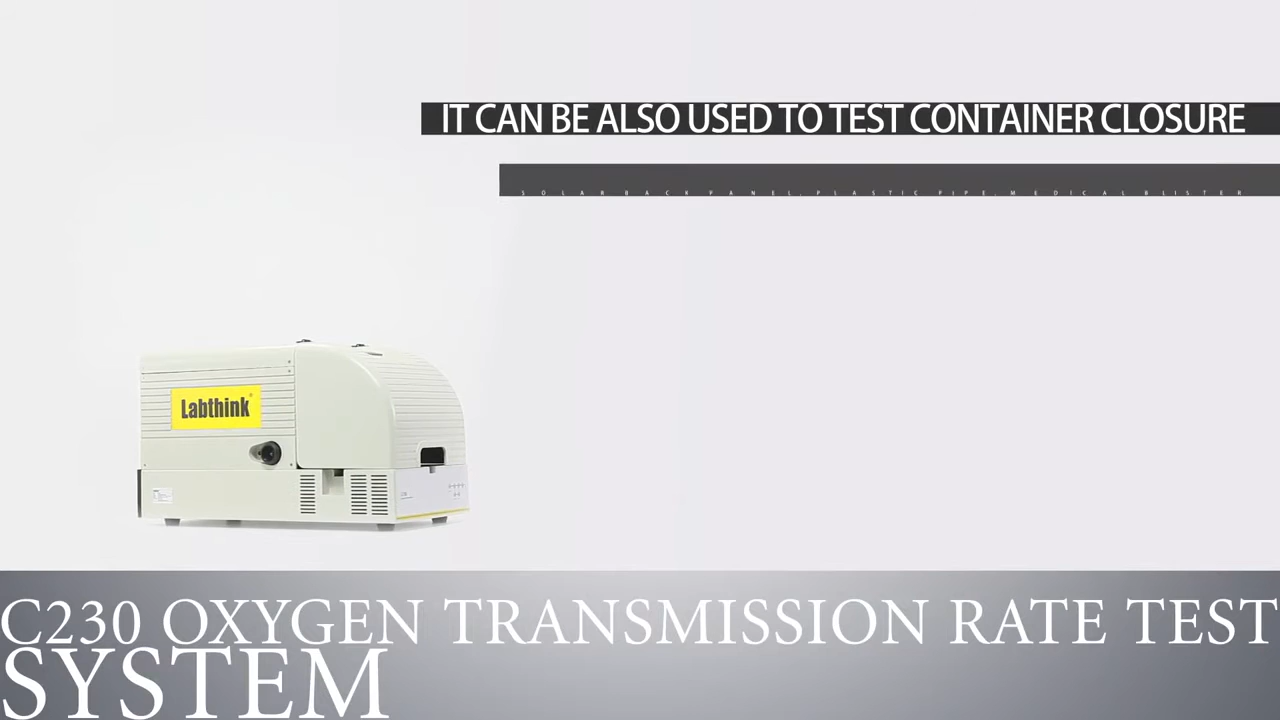 IT CAN BE ALSO USED TO TEST CONTAINER CLOSURE
SOLAR BACK PANEL, PLASTIC PIPE, MEDICAL BLISTER
Labthink®
C230 OXYGEN TRANSMISSION RATE TEST
SYSTEM